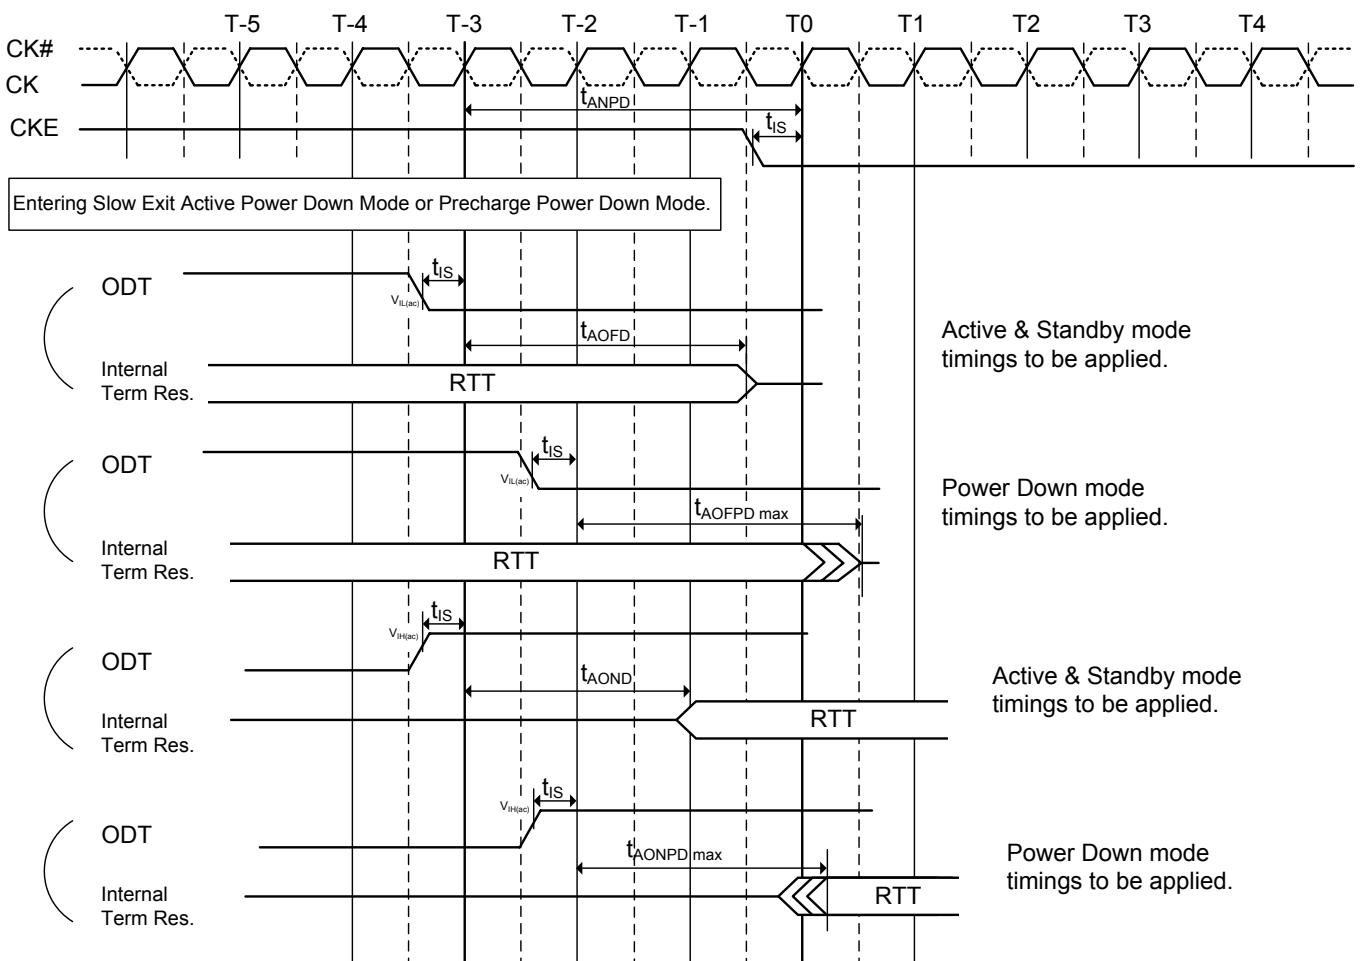 T-5 T-4 T-3 T-2 T-1 T0 T1 T2 T3 T4
CK#
CK
tANPD
CKE
tIS
Entering Slow Exit Active Power Down Mode or Precharge Power Down Mode.
ODT
tIS
VIL(ac)
tAOFD
Internal
Term Res.
RTT
Active & Standby mode
timings to be applied.
ODT
tIS
VIL(ac)
tAOFPD max
Internal
Term Res.
RTT
Power Down mode
timings to be applied.
ODT
tIS
VIH(ac)
tAOND
Internal
Term Res.
RTT
Active & Standby mode
timings to be applied.
ODT
tIS
VIH(ac)
tAONPD max
Internal
Term Res.
RTT
Power Down mode
timings to be applied.